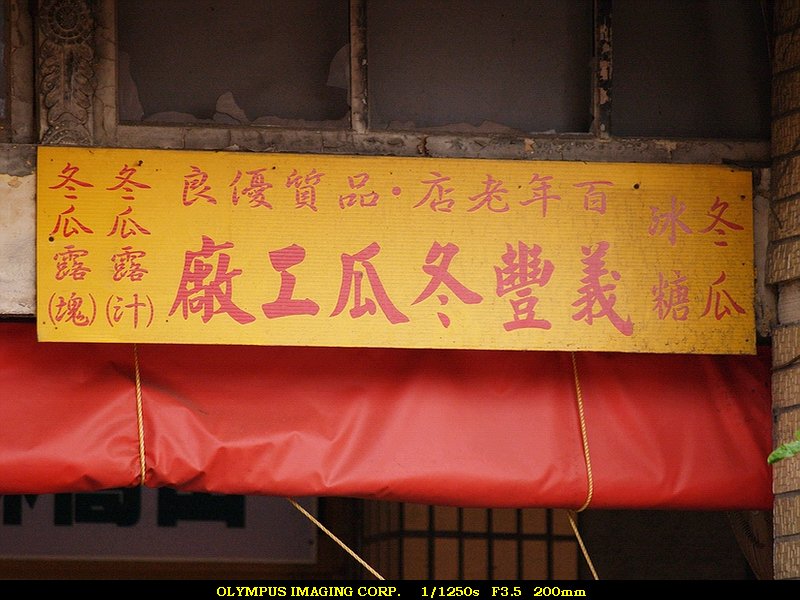 百年老店·品質優良
義豐冬瓜工廠
冬瓜
冰糖
冬瓜露(汁)
冬瓜露(塊)
OLYMPUS IMAGING CORP. 1/1250s F3.5 200mm